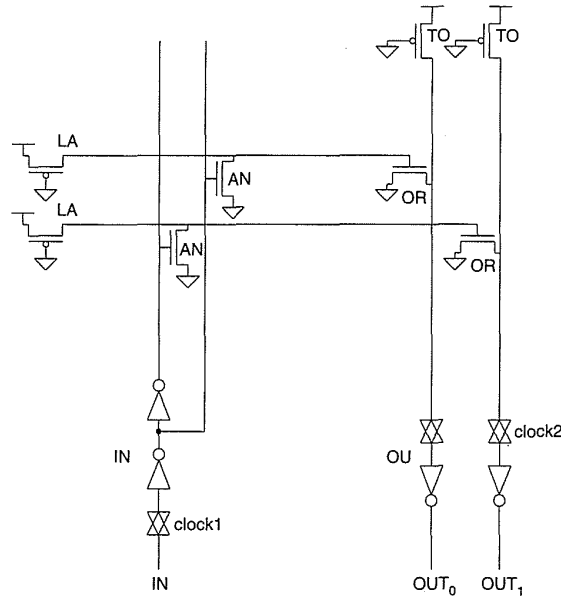 TO TO
LA
AN
OR
LA
AN
OR
clock2
IN
OU
clock1
IN
OUT₀ OUT₁